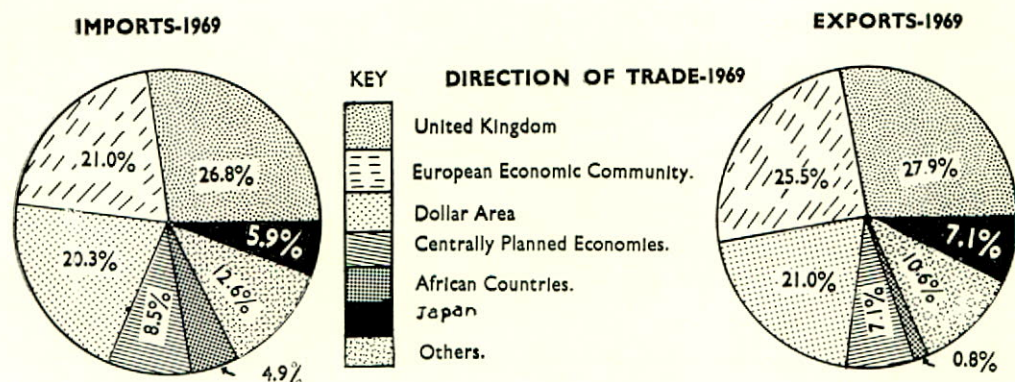 IMPORTS-1969
EXPORTS-1969
KEY
DIRECTION OF TRADE-1969
United Kingdom
European Economic Community.
Dollar Area
Centrally Planned Economies.
African Countries.
Japan
Others.
21.0%
26.8%
5.9%
20.3%
12.6%
8.5%
4.9%
25.5%
27.9%
7.1%
21.0%
10.6%
7.1%
0.8%